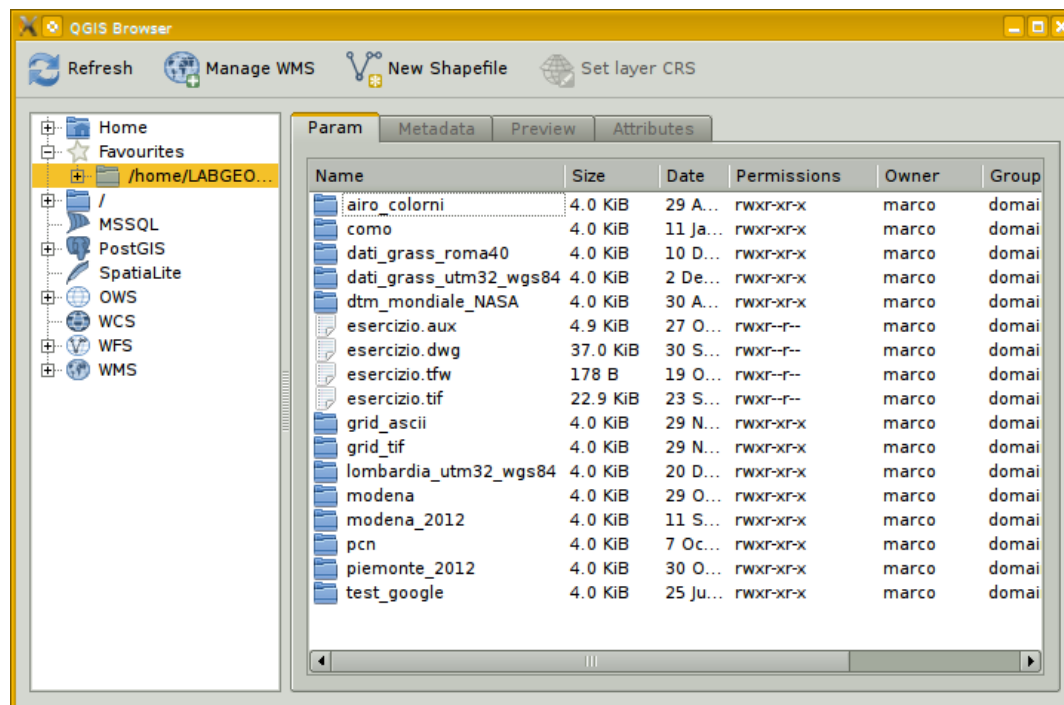 QGIS Browser
Refresh Manage WMS New Shapefile Set layer CRS
Home
Favourites
/home/LABGEO...
/
MSSQL
PostGIS
SpatiaLite
OWS
WCS
WFS
WMS
Param Metadata Preview Attributes
Name Size Date Permissions Owner Group
airo_colorni 4.0 KiB 29 A... rwxr-xr-x marco domai
como 4.0 KiB 11 Ja... rwxr-xr-x marco domai
dati_grass_roma40 4.0 KiB 10 D... rwxr-xr-x marco domai
dati_grass_utm32_wgs84 4.0 KiB 2 De... rwxr-xr-x marco domai
dtm_mondiale_NASA 4.0 KiB 30 A... rwxr-xr-x marco domai
esercizio.aux 4.9 KiB 27 O... rwxr--r-- marco domai
esercizio.dwg 37.0 KiB 30 S... rwxr--r-- marco domai
esercizio.tfw 178 B 19 O... rwxr--r-- marco domai
esercizio.tif 22.9 KiB 23 S... rwxr--r-- marco domai
grid_ascii 4.0 KiB 29 N... rwxr-xr-x marco domai
grid_tif 4.0 KiB 29 N... rwxr-xr-x marco domai
lombardia_utm32_wgs84 4.0 KiB 20 D... rwxr-xr-x marco domai
modena 4.0 KiB 29 O... rwxr-xr-x marco domai
modena_2012 4.0 KiB 11 S... rwxr-xr-x marco domai
pcn 4.0 KiB 7 Oc... rwxr-xr-x marco domai
piemonte_2012 4.0 KiB 30 O... rwxr-xr-x marco domai
test_google 4.0 KiB 25 Ju... rwxr-xr-x marco domai